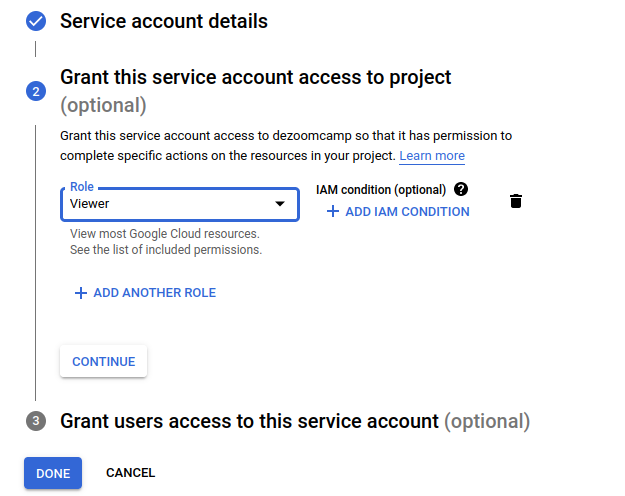 Service account details
2
Grant this service account access to project
(optional)
Grant this service account access to dezoomcamp so that it has permission to
complete specific actions on the resources in your project. Learn more
Role
Viewer
IAM condition (optional) ?
+ ADD IAM CONDITION
View most Google Cloud resources.
See the list of included permissions.
+ ADD ANOTHER ROLE
CONTINUE
3
Grant users access to this service account (optional)
DONE
CANCEL